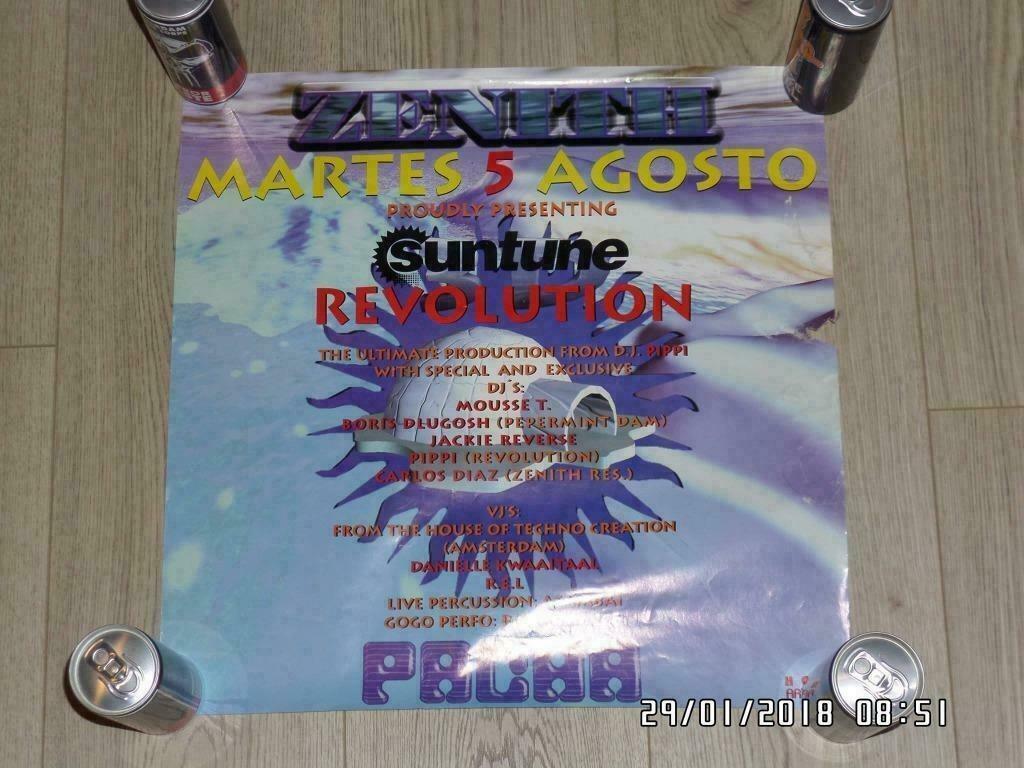 ZENITH
MARTES 5 AGOSTO
PROUDLY PRESENTING
suntune
REVOLUTION
THE ULTIMATE PRODUCTION FROM D.J. PIPPI
WITH SPECIAL AND EXCLUSIVE
DJ'S:
MOUSSE T.
BORIS DLUGOSH (PEPERMINT DAM)
JACKIE REVERSE
PIPPI (REVOLUTION)
CARLOS DIAZ (ZENITH RES.)
VJ'S:
FROM THE HOUSE OF TECHNO CREATION
(AMSTERDAM)
DANIELLE KWAAITAAL
R.E.L
LIVE PERCUSSION:
GOGO PERFO:
PACHA
29/01/2018 08:51